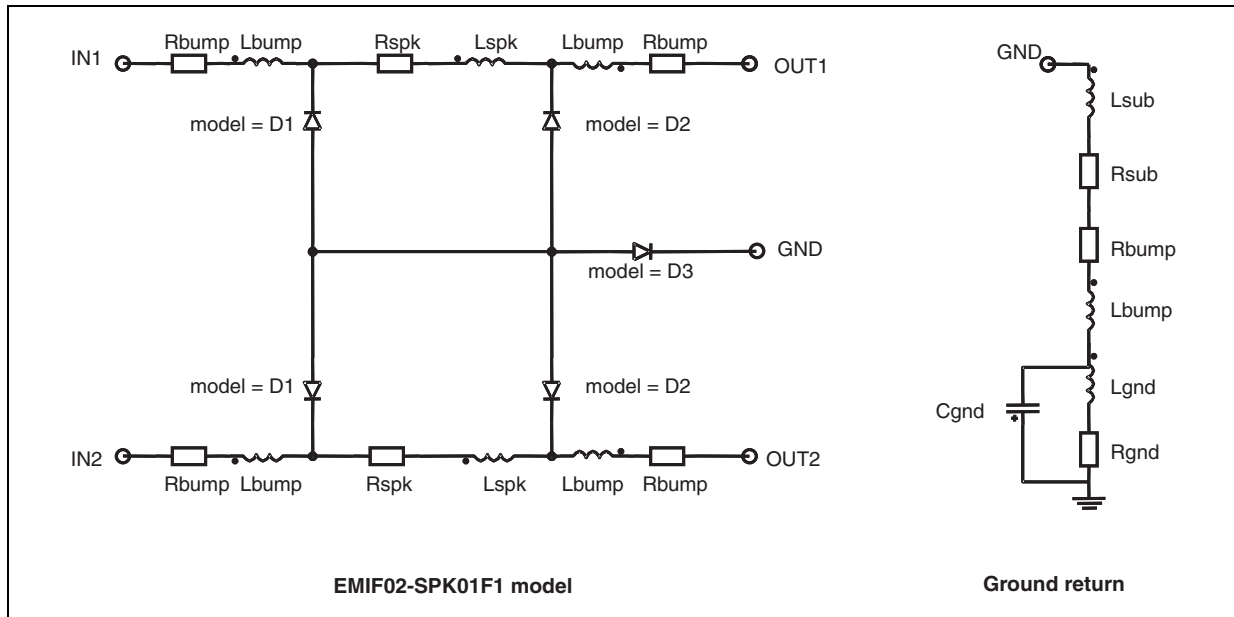 IN1
Rbump Lbump Rspk Lspk Lbump Rbump
OUT1
model = D1 model = D2
GND
model = D3
model = D1 model = D2
IN2
OUT2
Rbump Lbump Rspk Lspk Lbump Rbump
EMIF02-SPK01F1 model
GND
Lsub
Rsub
Rbump
Lbump
Lgnd
Cgnd
Rgnd
Ground return